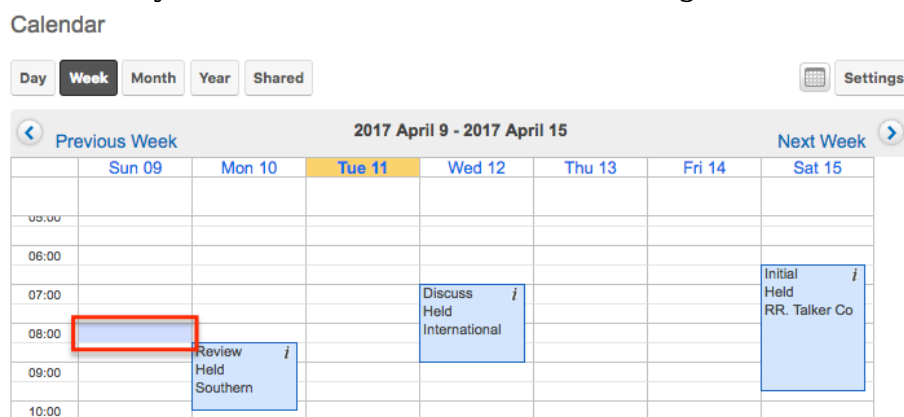 Calendar
Day Week Month Year Shared Settings
Previous Week 2017 April 9 - 2017 April 15 Next Week
Sun 09 Mon 10 Tue 11 Wed 12 Thu 13 Fri 14 Sat 15
05:00
06:00
Initial i
07:00 Discuss i Held
Held RR. Talker Co
08:00 International
Review i
09:00 Held
Southern
10:00